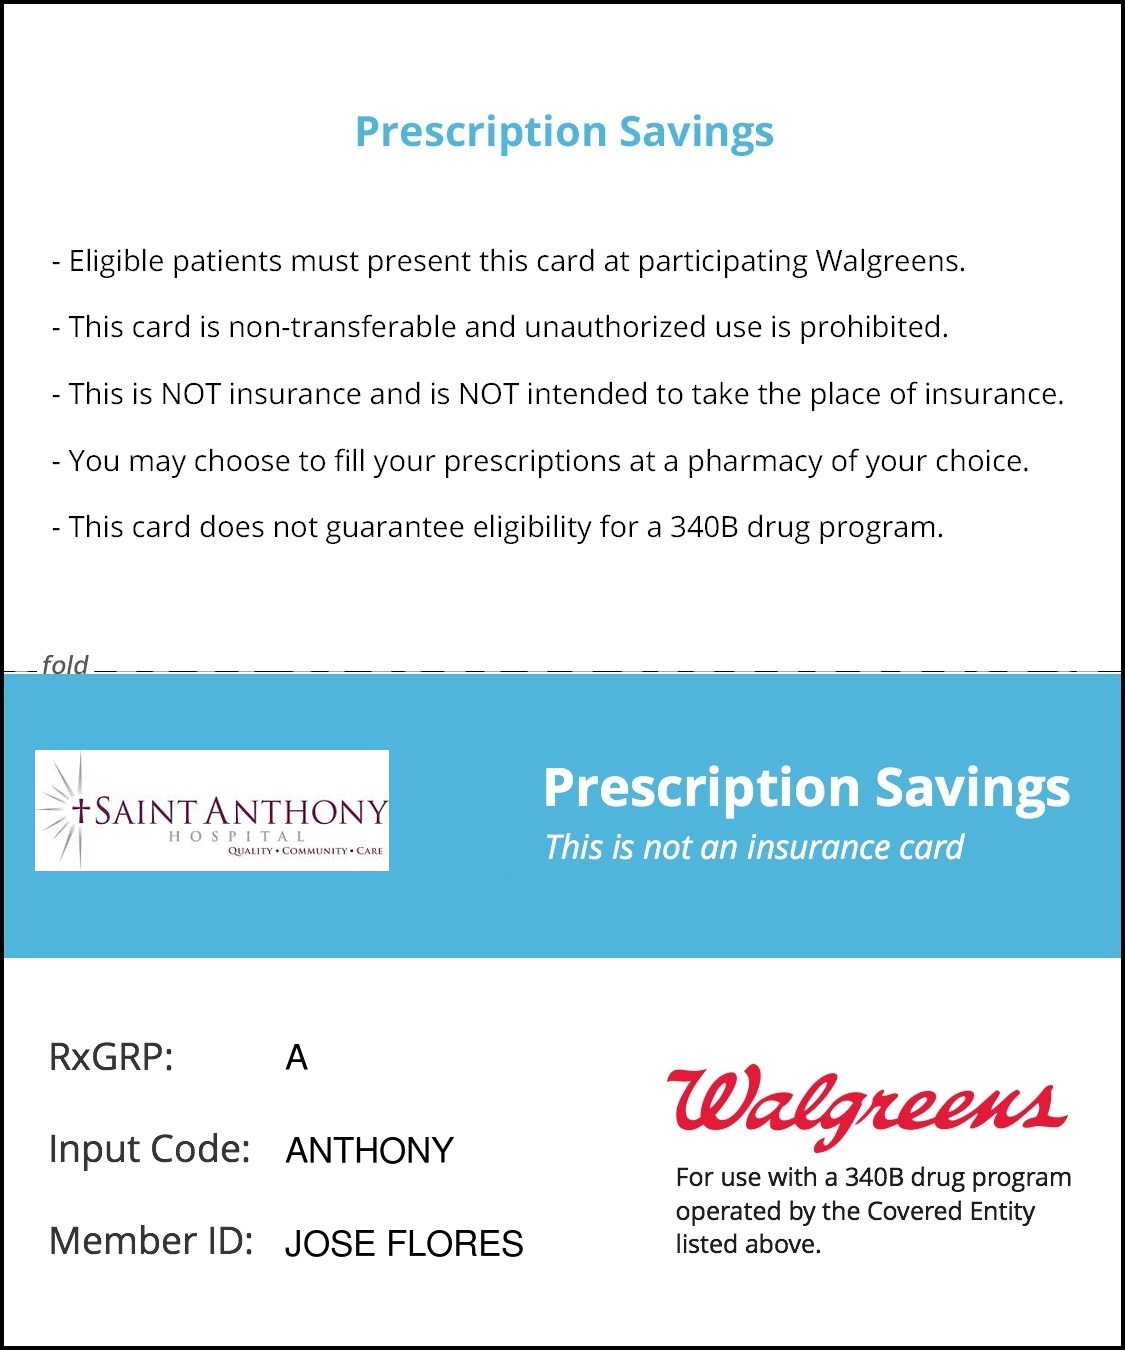 Prescription Savings
- Eligible patients must present this card at participating Walgreens.
- This card is non-transferable and unauthorized use is prohibited.
- This is NOT insurance and is NOT intended to take the place of insurance.
- You may choose to fill your prescriptions at a pharmacy of your choice.
- This card does not guarantee eligibility for a 340B drug program.
fold
SAINT ANTHONY
HOSPITAL
QUALITY • COMMUNITY • CARE
Prescription Savings
This is not an insurance card
RxGRP: A
Input Code: ANTHONY
Member ID: JOSE FLORES
Walgreens
For use with a 340B drug program
operated by the Covered Entity
listed above.